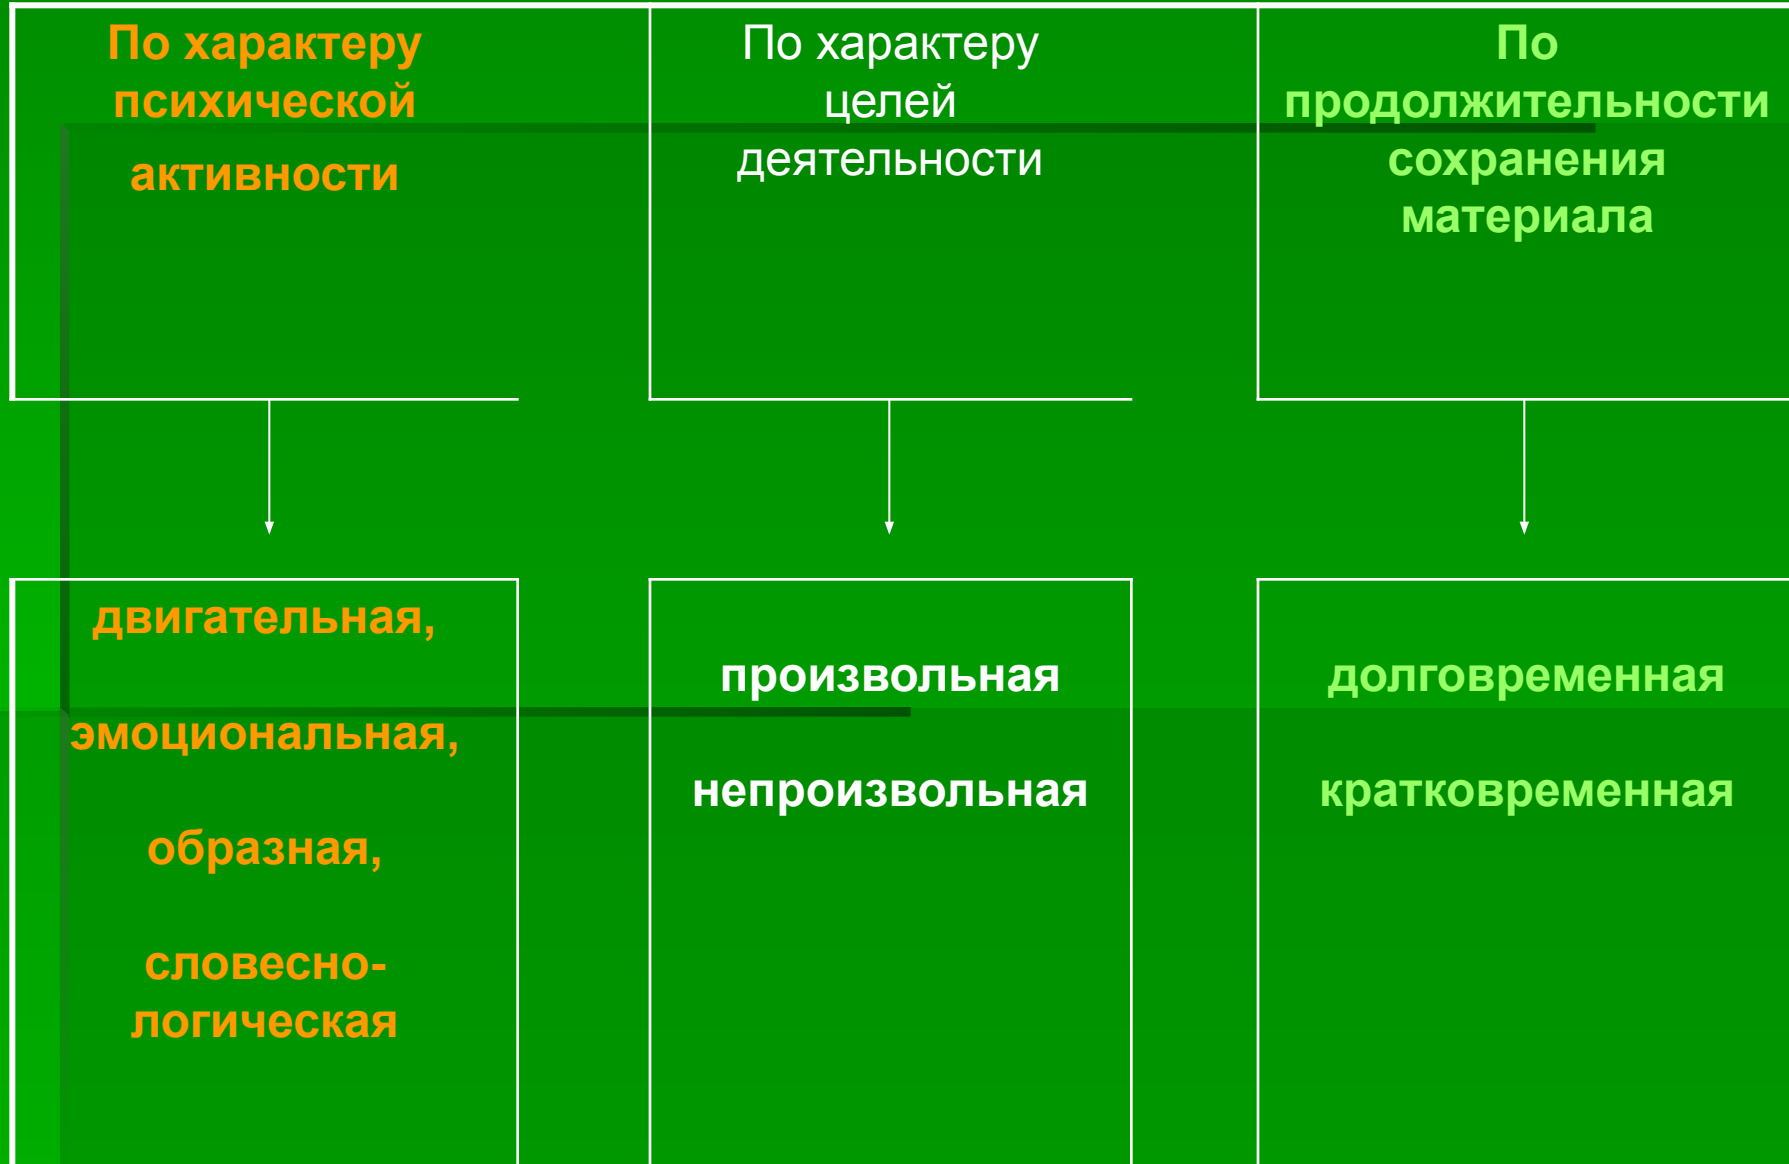 По характеру
психической
активности
По характеру
целей
деятельности
По
продолжительности
сохранения
материала
двигательная,
эмоциональная,
образная,
словесно-
логическая
произвольная
непроизвольная
долговременная
кратковременная